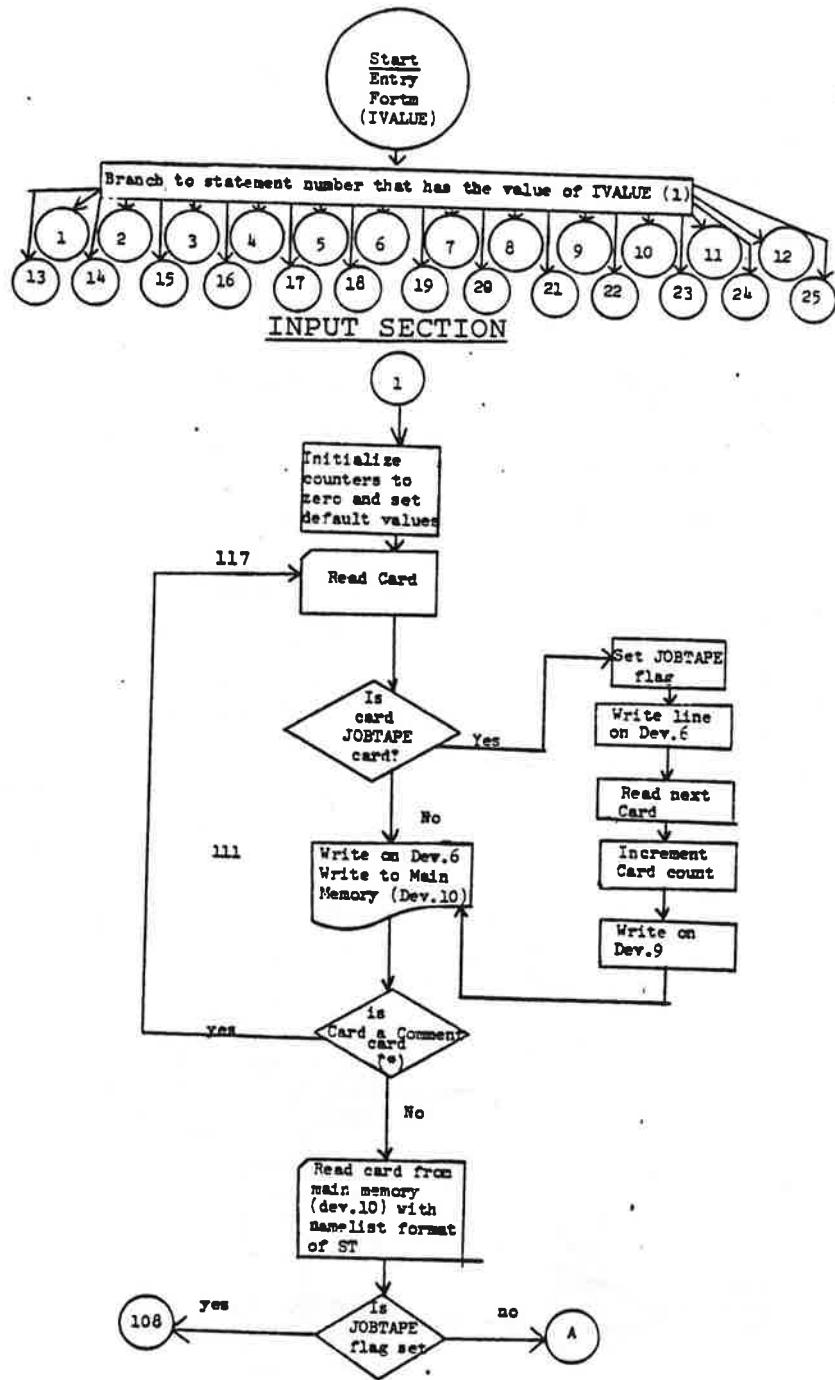 Start
Entry
Fortm
(IVALUE)
Branch to statement number that has the value of IVALUE (1)
1
2
3
4
5
6
7
8
9
10
11
12
13
14
15
16
17
18
19
20
21
22
23
24
25
INPUT SECTION
1
Initialize
counters to
zero and set
default values
117
Read Card
Is
card
JOBTAPE
card?
Yes
Set JOBTAPE
flag
Write line
on Dev.6
Read next
Card
Increment
Card count
Write on
Dev.9
No
111
Write on Dev.6
Write to Main
Memory (Dev.10)
is
Card a Comment
card
(*)
yes
No
Read card from
main memory
(dev.10) with
namelist format
of ST
Is
JOBTAPE
flag set
yes
108
no
A